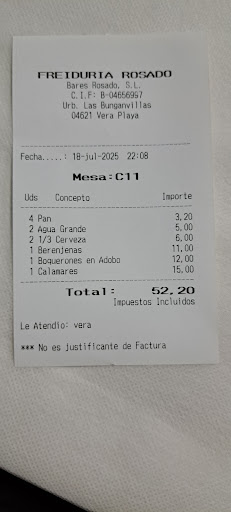 FREIDURIA ROSADO
Bares Rosado, S.L.
C.I.F: B-04656967
Urb. Las Bunganvillas
04621 Vera Playa
Fecha.....: 18-jul-2025 22:08
Mesa:C11
Uds Concepto Importe
4 Pan 3,20
2 Agua Grande 5,00
2 1/3 Cerveza 6,00
1 Berenjenas 11,00
1 Boquerones en Adobo 12,00
1 Calamares 15,00
Total: 52,20
Impuestos Incluidos
Le Atendio: vera
*** No es justificante de Factura